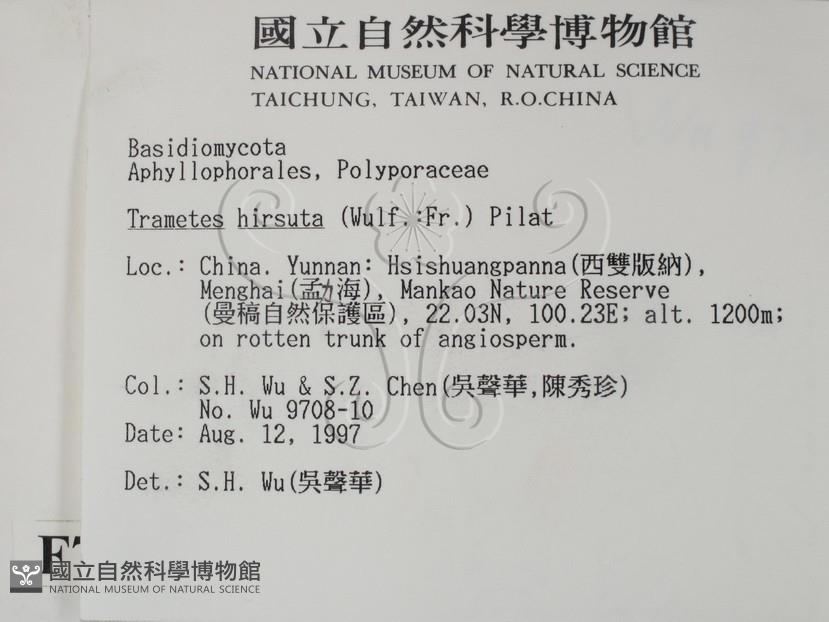 國立自然科學博物館
NATIONAL MUSEUM OF NATURAL SCIENCE
TAICHUNG, TAIWAN, R.O.CHINA
Basidiomycota
Aphyllophorales, Polyporaceae
Trametes hirsuta (Wulf.:Fr.) Pilat
Loc.: China. Yunnan: Hsishuangpanna(西雙版納),
Menghai(孟力海), Mankao Nature Reserve
(曼稿自然保護區), 22.03N, 100.23E; alt. 1200m;
on rotten trunk of angiosperm.
Col.: S.H. Wu & S.Z. Chen(吳聲華,陳秀珍)
No. Wu 9708-10
Date: Aug. 12, 1997
Det.: S.H. Wu(吳聲華)
國立自然科學博物館
NATIONAL MUSEUM OF NATURAL SCIENCE